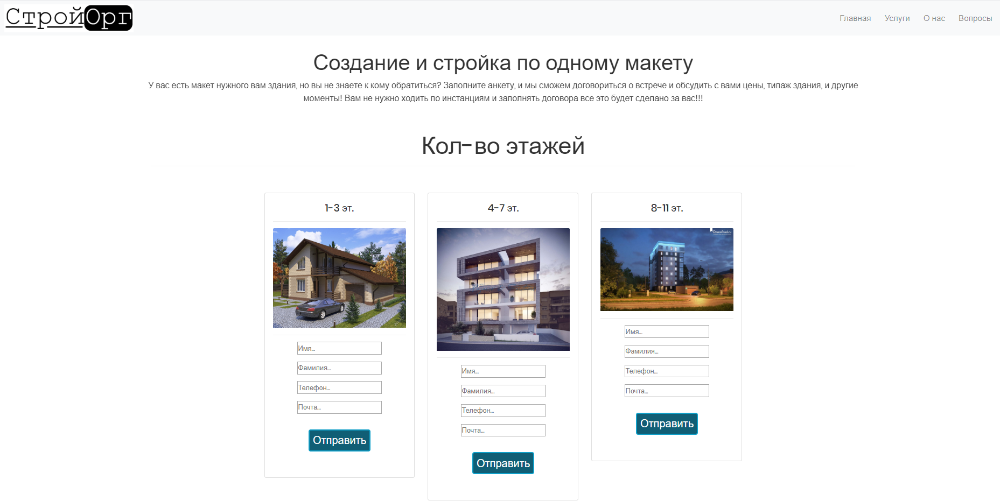 СтройОрг
Главная Услуги О нас Вопросы
Создание и стройка по одному макету
У вас есть макет нужного вам здания, но вы не знаете к кому обратиться? Заполните анкету, и мы сможем договориться о встрече и обсудить с вами цены, типаж здания, и другие
моменты! Вам не нужно ходить по инстанциям и заполнять договора все это будет сделано за вас!!!
Кол-во этажей
1-3 эт.
Имя...
Фамилия...
Телефон...
Почта...
Отправить
4-7 эт.
Имя...
Фамилия...
Телефон...
Почта...
Отправить
8-11 эт.
Domofond.ru
Имя...
Фамилия...
Телефон...
Почта...
Отправить